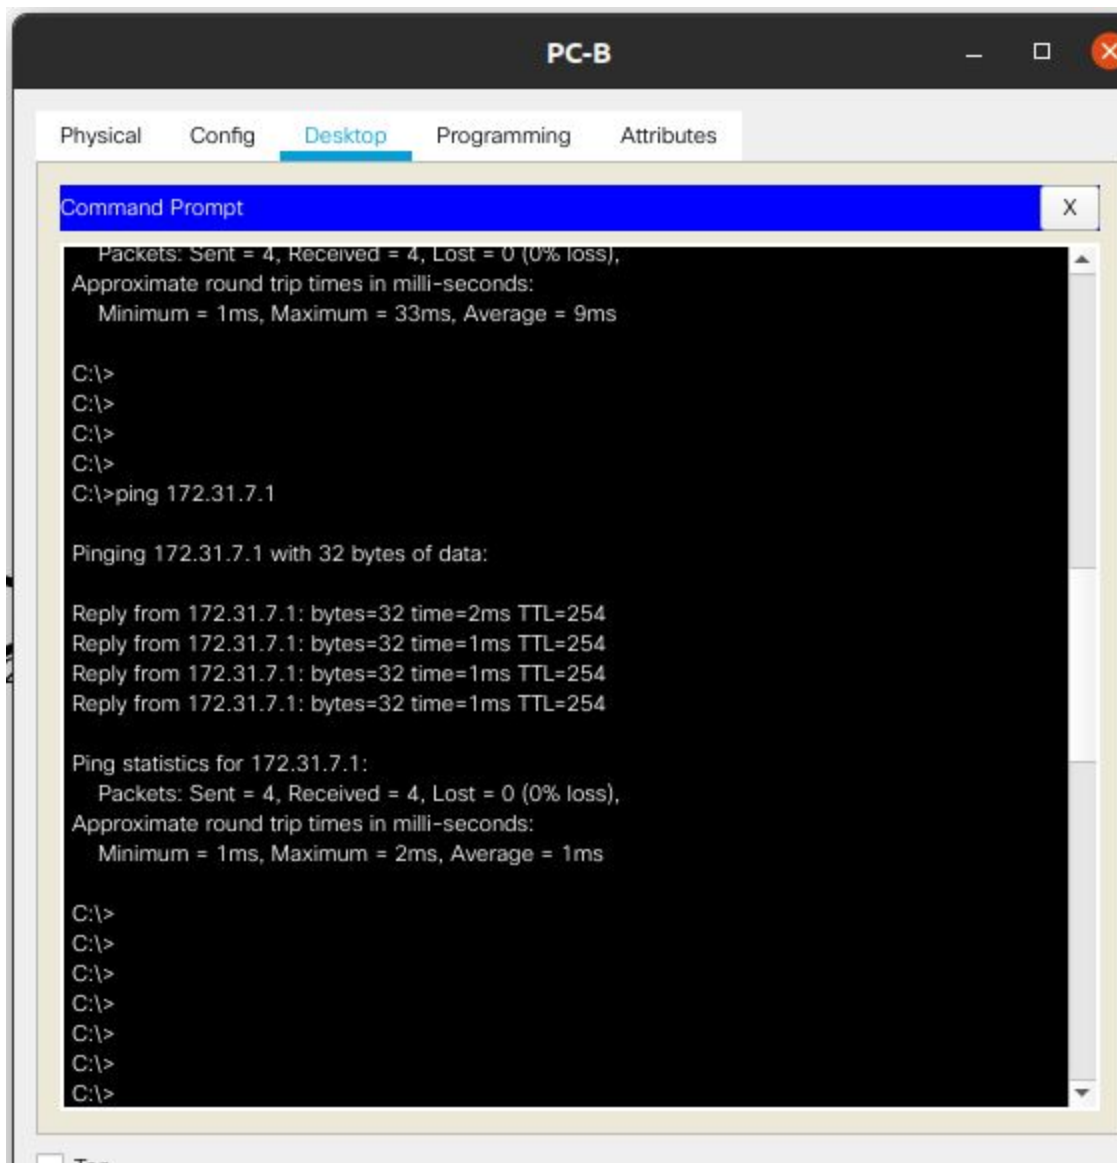 PC-B
Physical Config Desktop Programming Attributes
Command Prompt X
Packets: Sent = 4, Received = 4, Lost = 0 (0% loss),
Approximate round trip times in milli-seconds:
Minimum = 1ms, Maximum = 33ms, Average = 9ms
C:\>
C:\>
C:\>
C:\>
C:\>ping 172.31.7.1
Pinging 172.31.7.1 with 32 bytes of data:
Reply from 172.31.7.1: bytes=32 time=2ms TTL=254
Reply from 172.31.7.1: bytes=32 time=1ms TTL=254
Reply from 172.31.7.1: bytes=32 time=1ms TTL=254
Reply from 172.31.7.1: bytes=32 time=1ms TTL=254
Ping statistics for 172.31.7.1:
Packets: Sent = 4, Received = 4, Lost = 0 (0% loss),
Approximate round trip times in milli-seconds:
Minimum = 1ms, Maximum = 2ms, Average = 1ms
C:\>
C:\>
C:\>
C:\>
C:\>
C:\>
C:\>